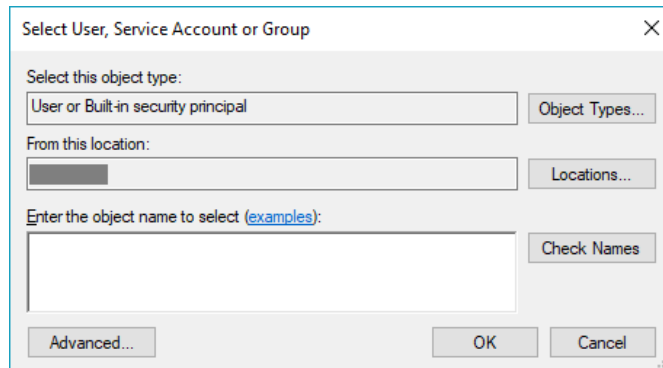 Select User, Service Account or Group
Select this object type:
User or Built-in security principal
Object Types...
From this location:
Locations...
Enter the object name to select (examples):
Check Names
Advanced...
OK
Cancel